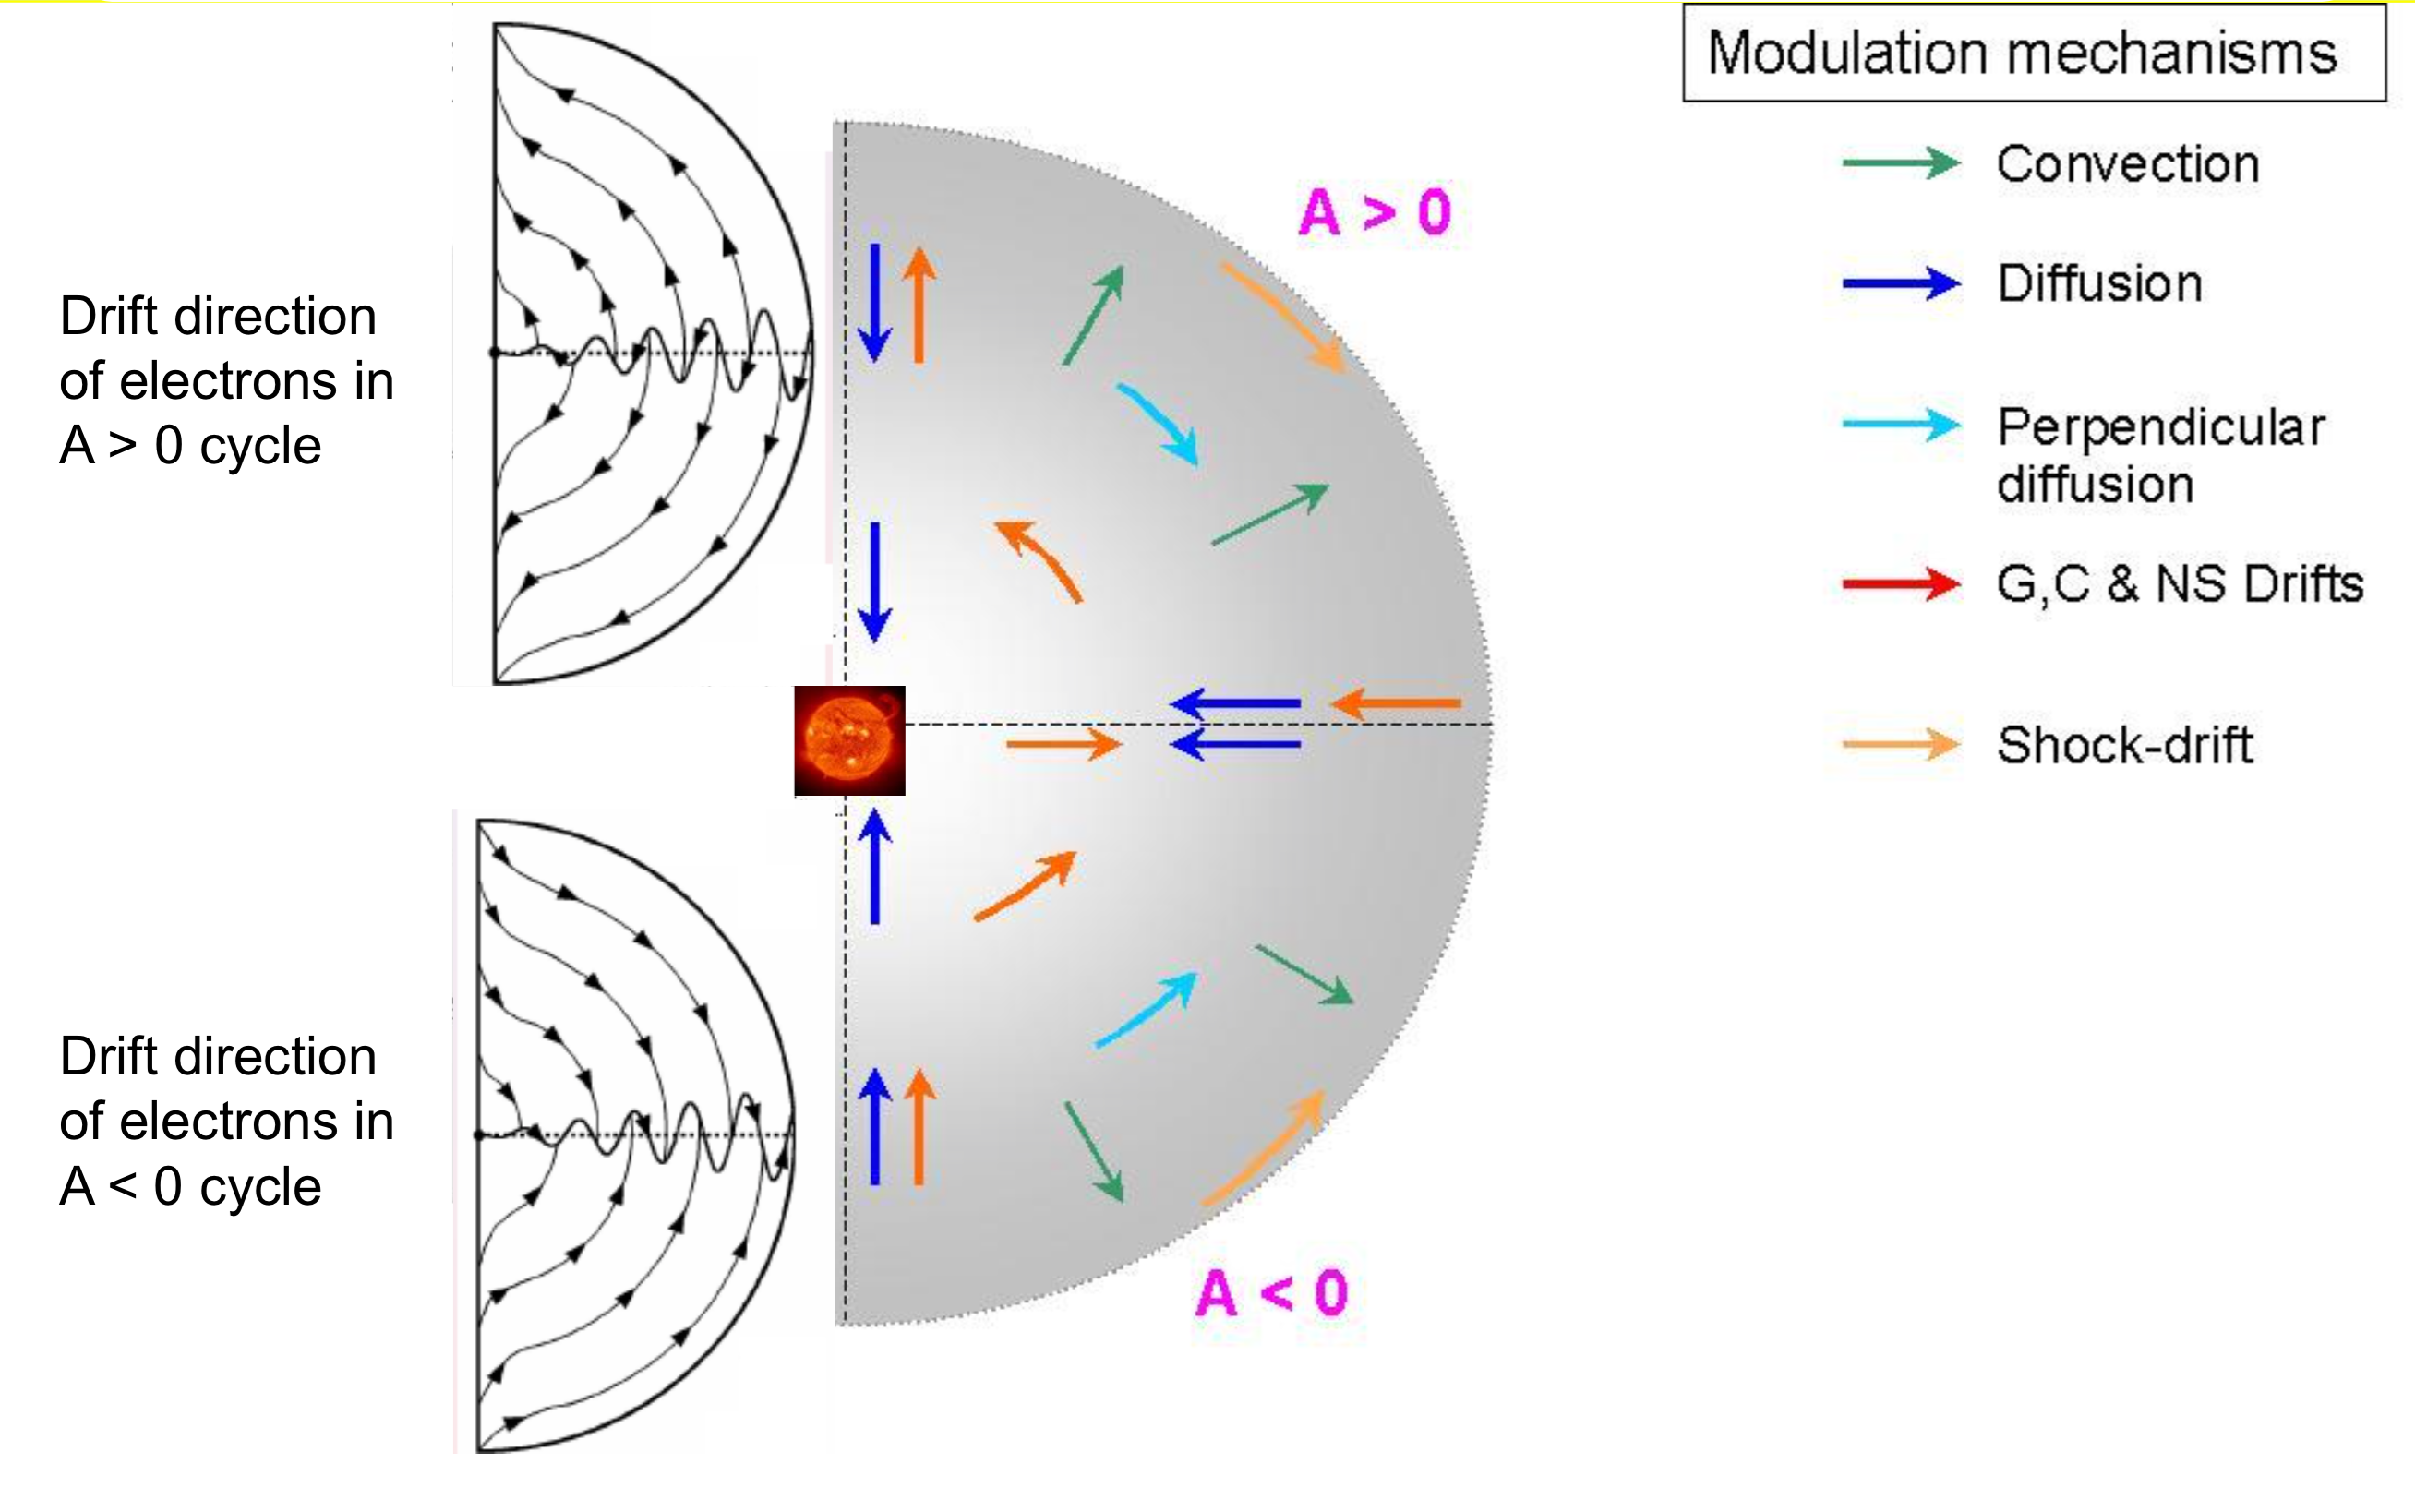 Modulation mechanisms
Convection
Diffusion
Perpendicular
diffusion
G,C & NS Drifts
Shock-drift
A > 0
A < 0
Drift direction
of electrons in
A > 0 cycle
Drift direction
of electrons in
A < 0 cycle